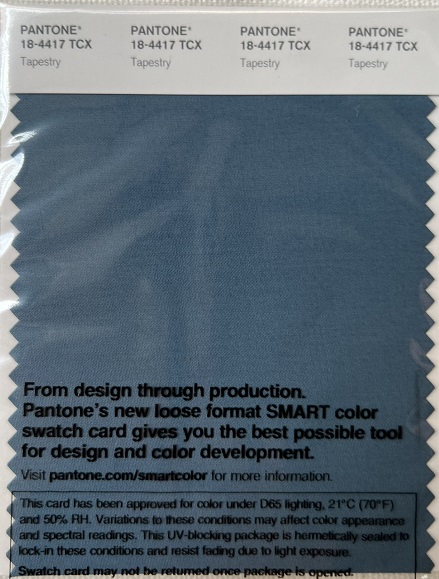 PANTONE® PANTONE® PANTONE® PANTONE®
18-4417 TCX 18-4417 TCX 18-4417 TCX 18-4417 TCX
Tapestry Tapestry Tapestry Tapestry
From design through production.
Pantone's new loose format SMART color
swatch card gives you the best possible tool
for design and color development.
Visit pantone.com/smartcolor for more information.
This card has been approved for color under D65 lighting, 21°C (70°F)
and 50% RH. Variations to these conditions may affect color appearance
and spectral readings. This UV-blocking package is hermetically sealed to
lock-in these conditions and resist fading due to light exposure.
Swatch card may not be returned once package is opened.